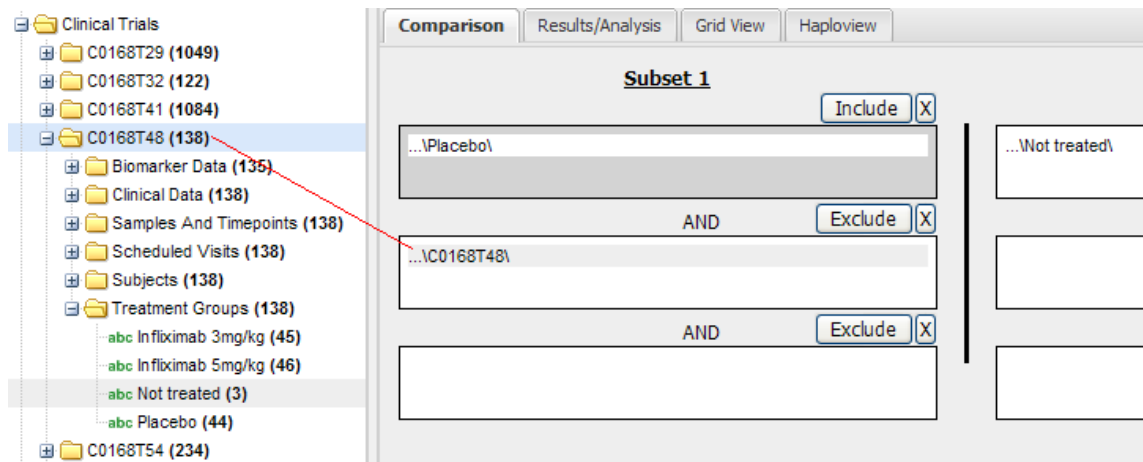 Clinical Trials
C0168T29 (1049)
C0168T32 (122)
C0168T41 (1084)
C0168T48 (138)
Biomarker Data (135)
Clinical Data (138)
Samples And Timepoints (138)
Scheduled Visits (138)
Subjects (138)
Treatment Groups (138)
abc Infliximab 3mg/kg (45)
abc Infliximab 5mg/kg (46)
abc Not treated (3)
abc Placebo (44)
C0168T54 (234)
Comparison Results/Analysis Grid View Haploview
Subset 1
Include X
...\Placebo\
AND Exclude X
...\C0168T48\
AND Exclude X
...\Not treated\